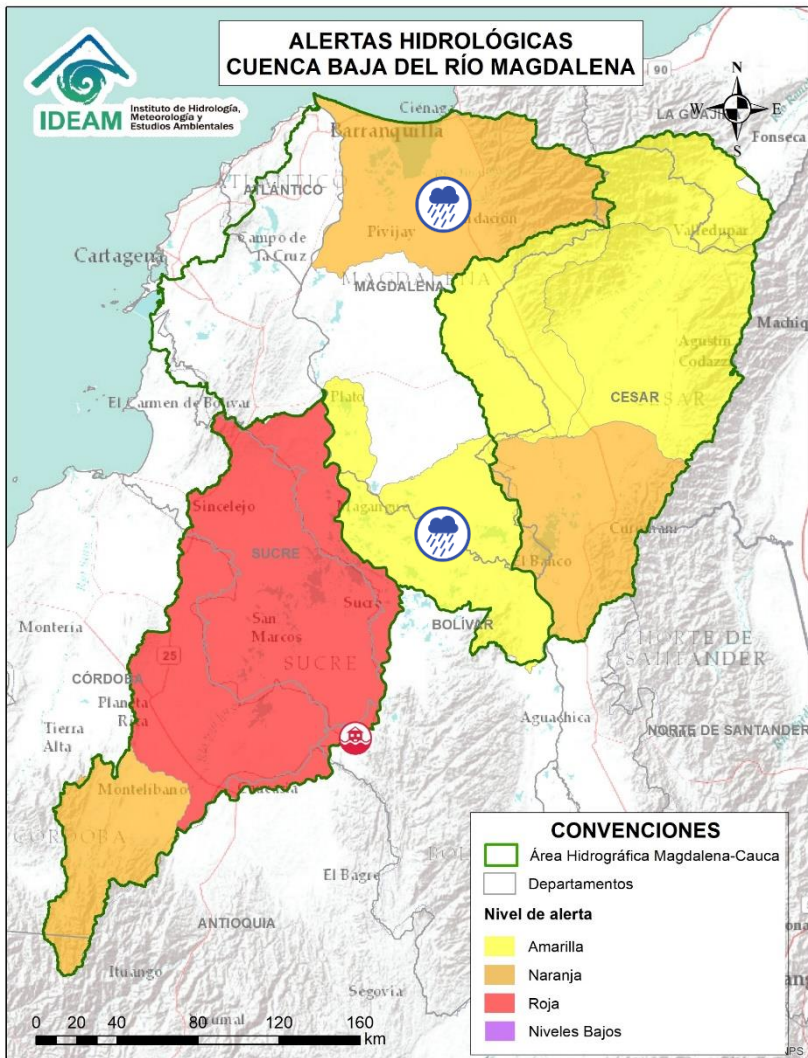 ALERTAS HIDROLÓGICAS
CUENCA BAJA DEL RÍO MAGDALENA
IDEAM
Instituto de Hidrología,
Meteorología y
Estudios Ambientales
90
N
W
E
S
Ciénaga
LA GUAJIRA
Barranquilla
Fonseca
ATLÁNTICO
Valledupar
Pivijay
Campo de
la Cruz
Cartagena
MAGDALENA
MAGDALENA
Agustín
Codazzi
El Carmen de Bolívar
Plato
CESAR
CESAR
Sincelejo
Magangué
SUCRE
El Banco
Sucre
San
Marcos
BOLÍVAR
Montería
SUCRE
NORTE DE
SANTANDER
25
CÓRDOBA
Planeta
Rica
Aguachica
NORTE DE SANTANDER
Tierra
Alta
Montelíbano
CÓRDOBA
El Bagre
ANTIOQUIA
Ituango
Segovia
0 20 40 80 120 160
km
CONVENCIONES
Área Hidrográfica Magdalena-Cauca
Departamentos
Nivel de alerta
Amarilla
Naranja
Roja
Niveles Bajos